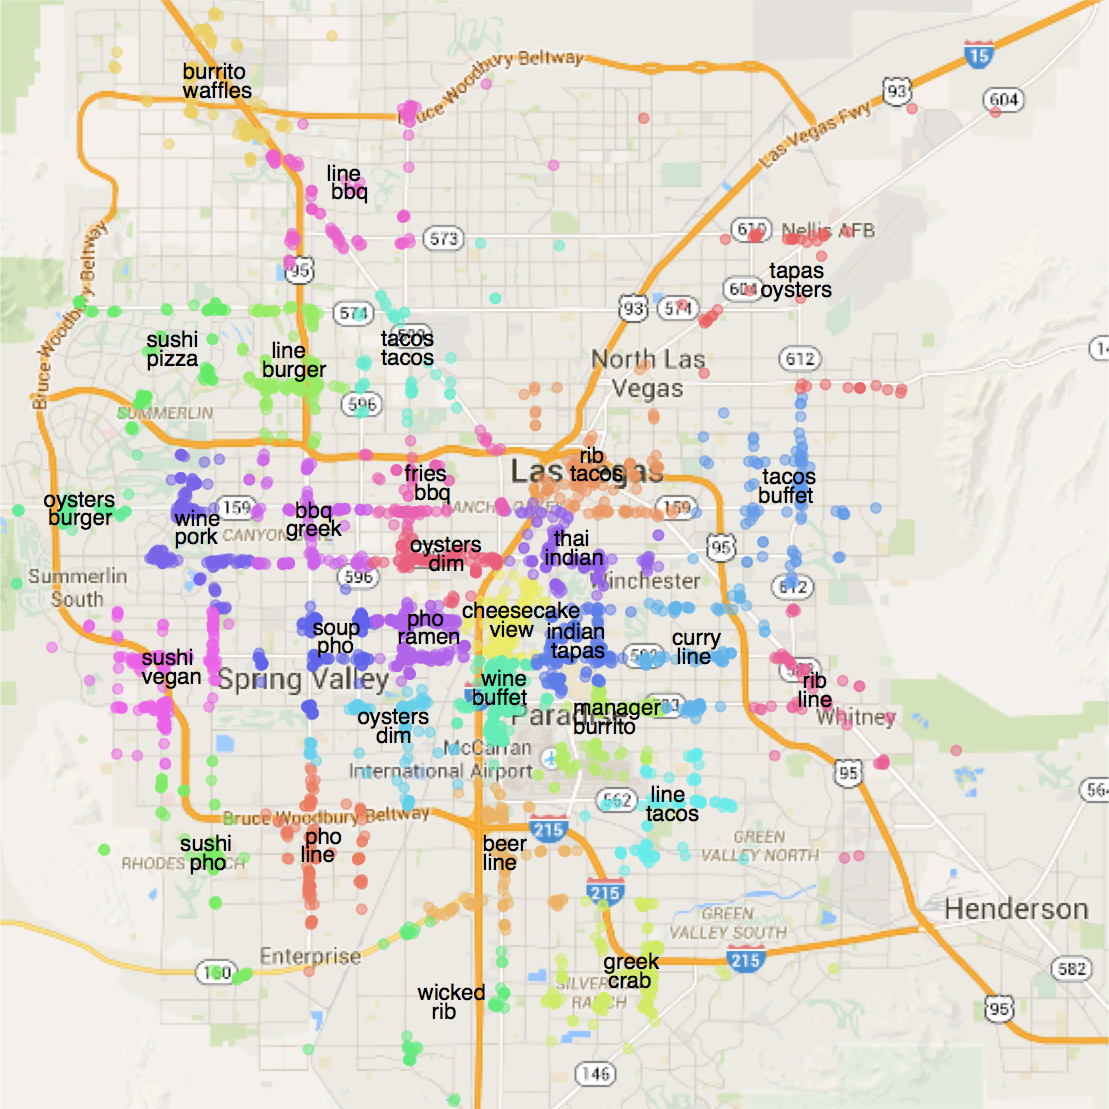 burrito
waffles
Bruce Woodbury Beltway
15
93
604
Las Vegas Fwy
line
bbq
573
610
Nellis AFB
Bruce Woodbury Beltway
95
tapas
oysters
604
574
93
574
sushi
pizza
line
burger
tacos
tacos
North Las
Vegas
612
596
SUMMERLIN
rib
tacos
Las Vegas
fries
bbq
tacos
buffet
oysters
burger
159
wine
pork
bbq
greek
159
thai
indian
oysters
dim
95
Summerlin
South
596
Winchester
612
cheesecake
view
soup
pho
pho
ramen
indian
tapas
curry
line
sushi
vegan
Spring Valley
wine
buffet
rib
line
manager
burrito
Paradise
Whitney
oysters
dim
McCarran
International Airport
95
564
562
line
tacos
Bruce Woodbury Beltway
215
pho
line
beer
line
sushi
pho
GREEN
VALLEY NORTH
215
Henderson
GREEN
VALLEY SOUTH
Enterprise
160
215
greek
crab
582
wicked
rib
95
146